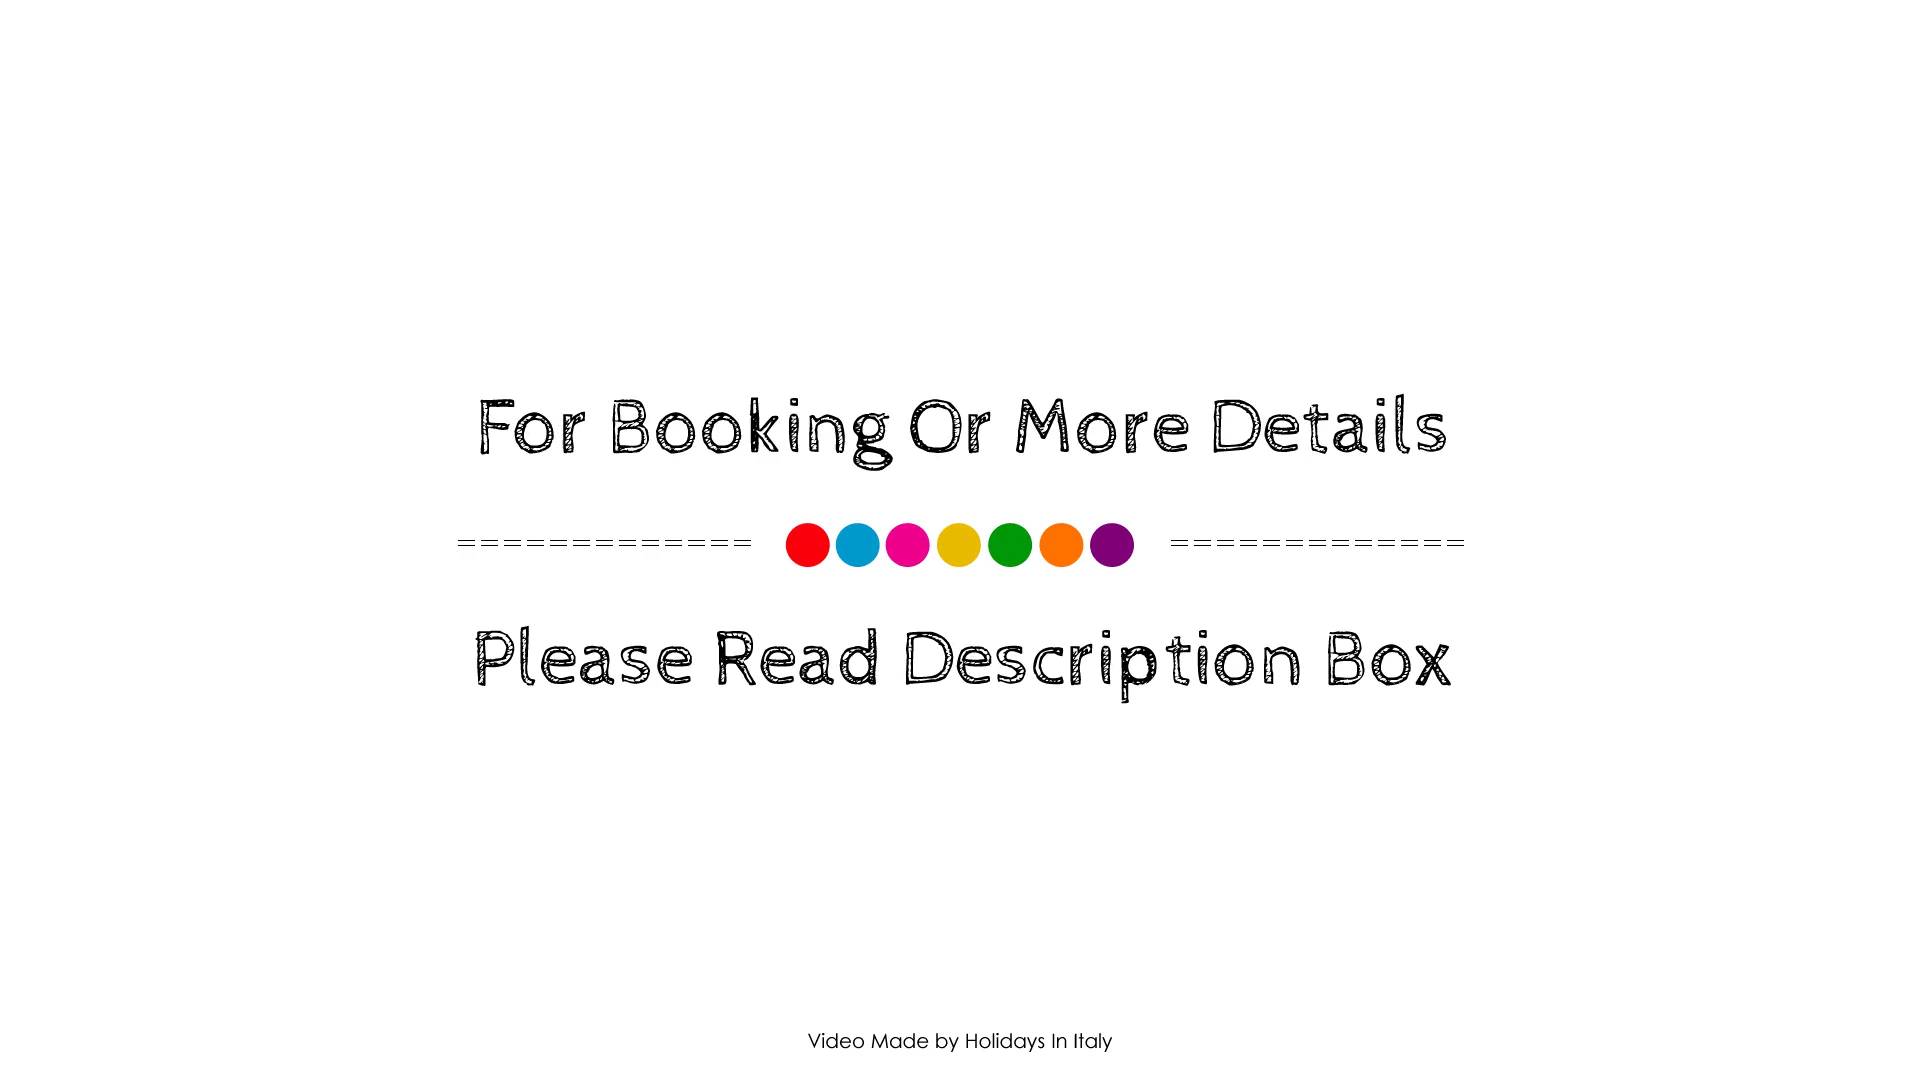 For Booking Or More Details
============= =============
Please Read Description Box
Video Made by Holidays In Italy